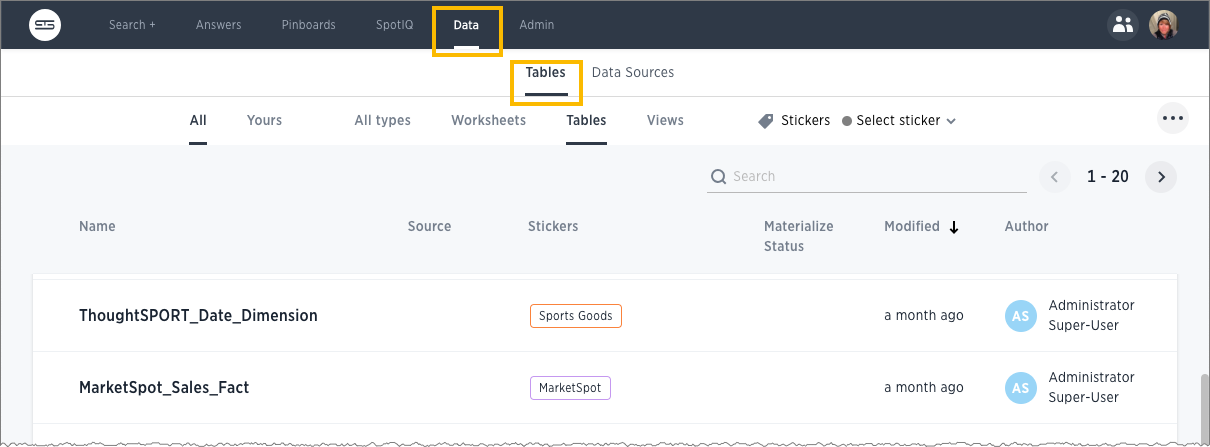 Search + Answers Pinboards SpotIQ Data Admin
Tables Data Sources
All Yours All types Worksheets Tables Views Stickers Select sticker
Search 1 - 20
Name Source Stickers Materialize Status Modified Author
ThoughtSPORT_Date_Dimension Sports Goods a month ago AS Administrator Super-User
MarketSpot_Sales_Fact MarketSpot a month ago AS Administrator Super-User